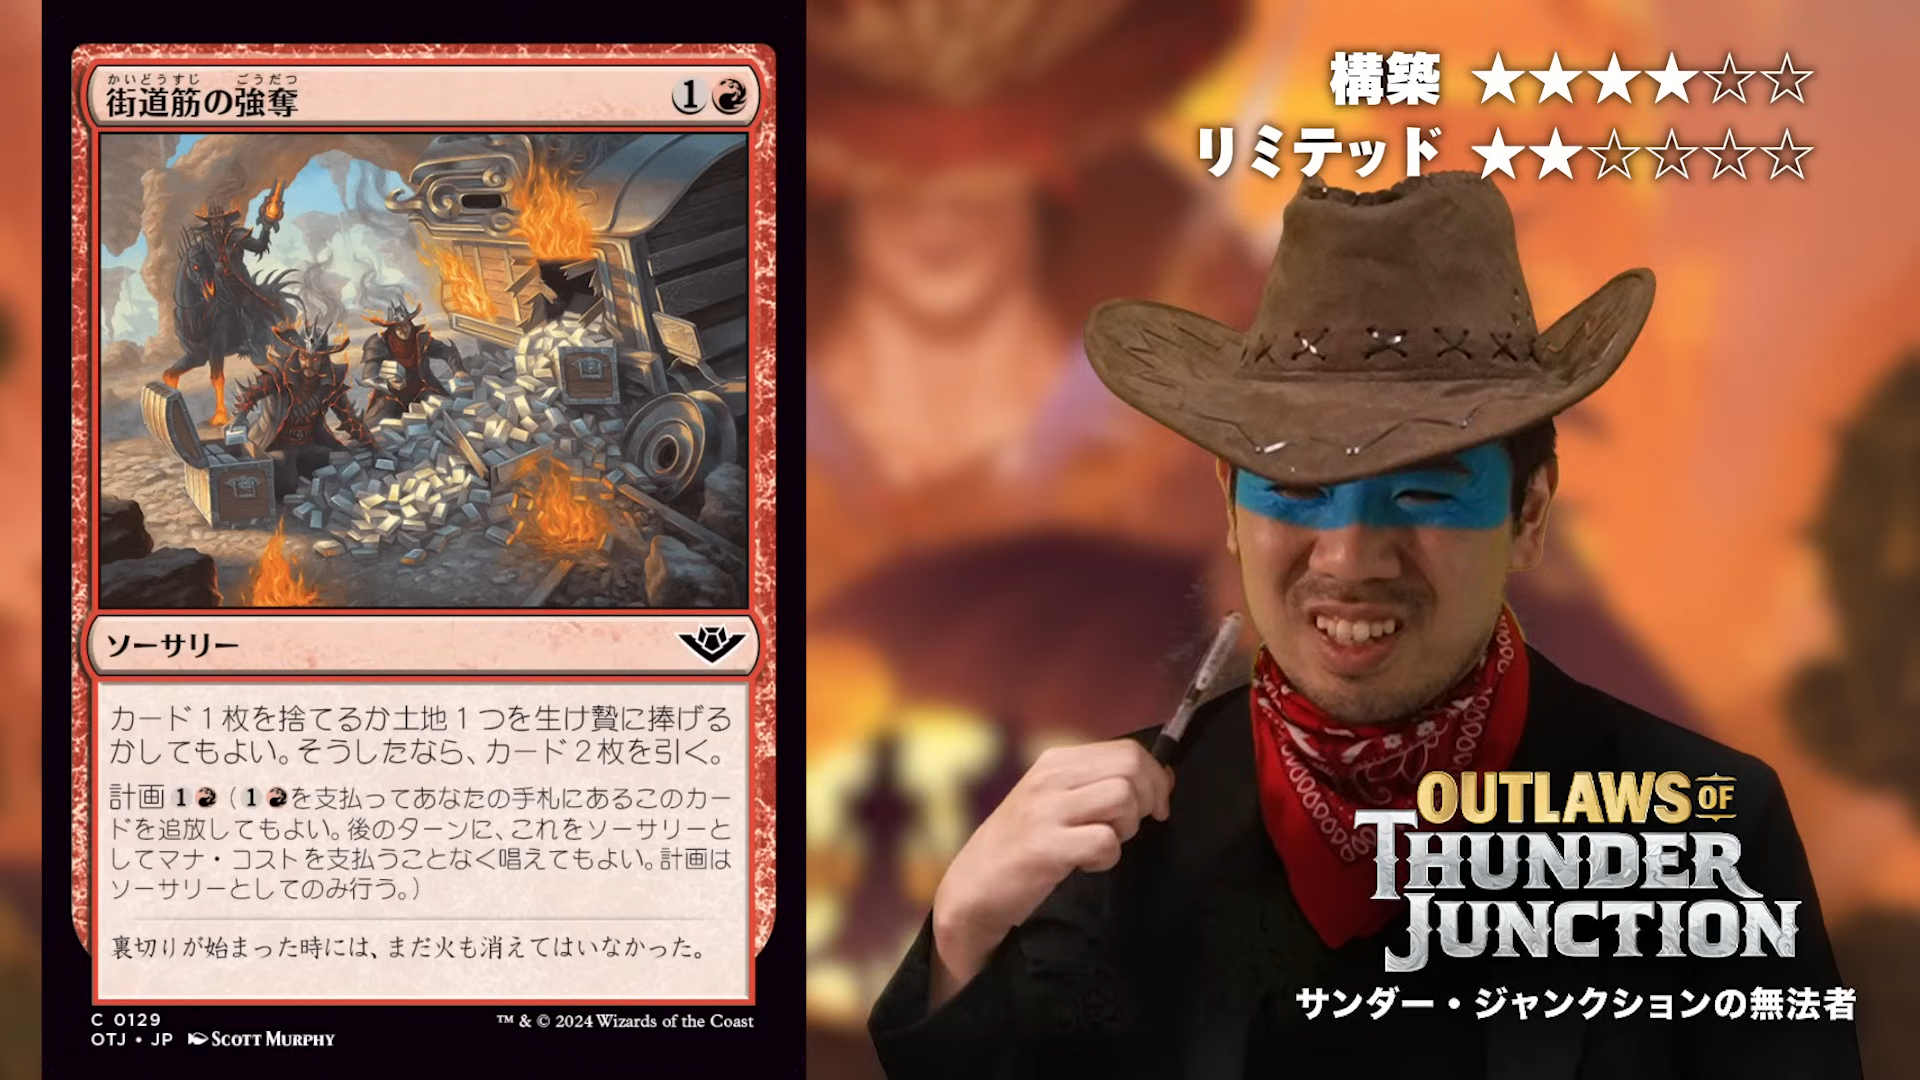 かいどうすじ ごうだつ
街道筋の強奪
1
ソーサリー
カード1枚を捨てるか土地1つを生け贄に捧げる
かしてもよい。そうしたなら、カード2枚を引く。
計画1（1を支払ってあなたの手札にあるこのカー
ドを追放してもよい。後のターンに、これをソーサリーと
してマナ・コストを支払うことなく唱えてもよい。計画は
ソーサリーとしてのみ行う。）
裏切りが始まった時には、まだ火も消えてはいなかった。
C 0129
OTJ • JP SCOTT MURPHY
™ & © 2024 Wizards of the Coast
構築 ★★★★☆☆
リミテッド ★★☆☆☆☆
OUTLAWS OF
THUNDER
JUNCTION
サンダー・ジャンクションの無法者